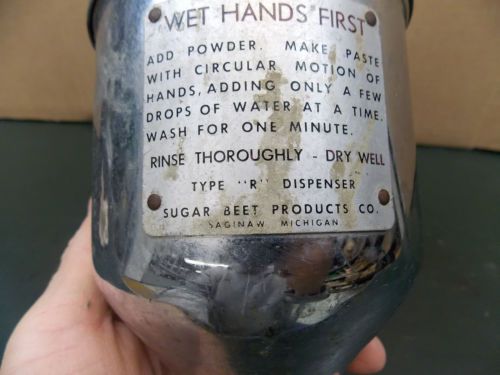 WET HANDS FIRST
ADD POWDER. MAKE PASTE
WITH CIRCULAR MOTION OF
HANDS, ADDING ONLY A FEW
DROPS OF WATER AT A TIME.
WASH FOR ONE MINUTE.
RINSE THOROUGHLY - DRY WELL
TYPE "R" DISPENSER
SUGAR BEET PRODUCTS CO.
SAGINAW MICHIGAN